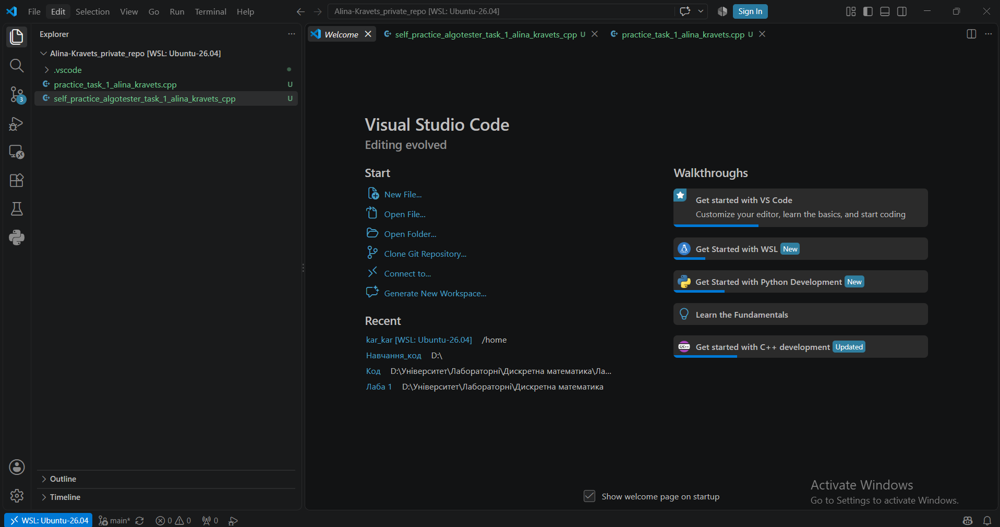 File Edit Selection View Go Run Terminal Help
Alina-Kravets_private_repo [WSL: Ubuntu-26.04]
Sign In
Explorer
Alina-Kravets_private_repo [WSL: Ubuntu-26.04]
.vscode
practice_task_1_alina_kravets.cpp U
self_practice_algotester_task_1_alina_kravets_cpp U
3
Welcome
self_practice_algotester_task_1_alina_kravets_cpp U
practice_task_1_alina_kravets.cpp U
Visual Studio Code
Editing evolved
Start
New File...
Open File...
Open Folder...
Clone Git Repository...
Connect to...
Generate New Workspace...
Recent
kar_kar [WSL: Ubuntu-26.04] /home
Навчання_код D:\
Код D:\Університет\Лабораторні\Дискретна математика\Ла...
Лаба 1 D:\Університет\Лабораторні\Дискретна математика
Walkthroughs
Get started with VS Code
Customize your editor, learn the basics, and start coding
Get Started with WSL New
Get Started with Python Development New
Learn the Fundamentals
C/C++ Get started with C++ development Updated
Outline
Timeline
Show welcome page on startup
Activate Windows
Go to Settings to activate Windows.
WSL: Ubuntu-26.04 main* 0 0 0